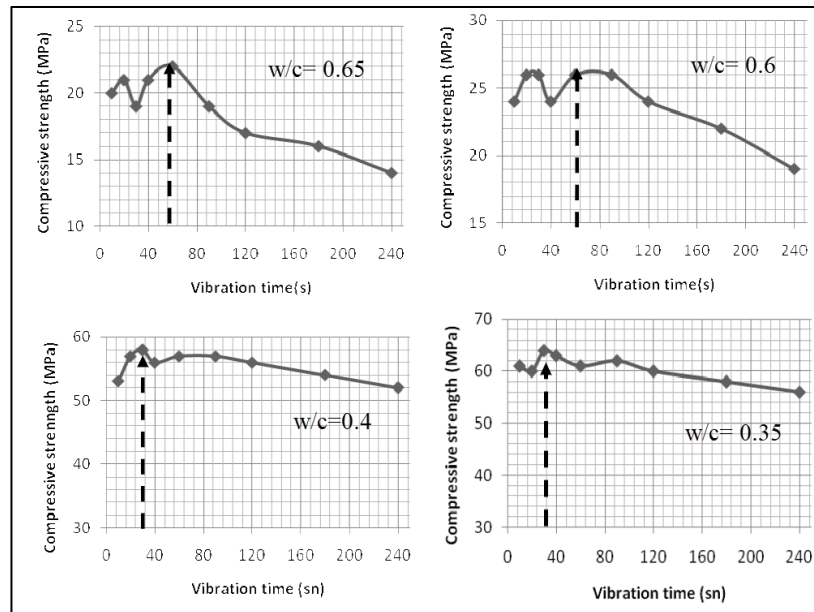 Compressive strength (MPa)
25
20
15
10
w/c= 0.65
0 40 80 120 160 200 240
Vibration time(s)
Compressive strength (MPa)
30
25
20
15
w/c= 0.6
0 40 80 120 160 200 240
Vibration time(s)
Compressive strenngth (MPa)
60
50
40
30
w/c=0.4
0 40 80 120 160 200 240
Vibration time (sn)
Compressive strength (MPa)
70
60
50
40
30
w/c= 0.35
0 40 80 120 160 200 240
Vibration time (sn)